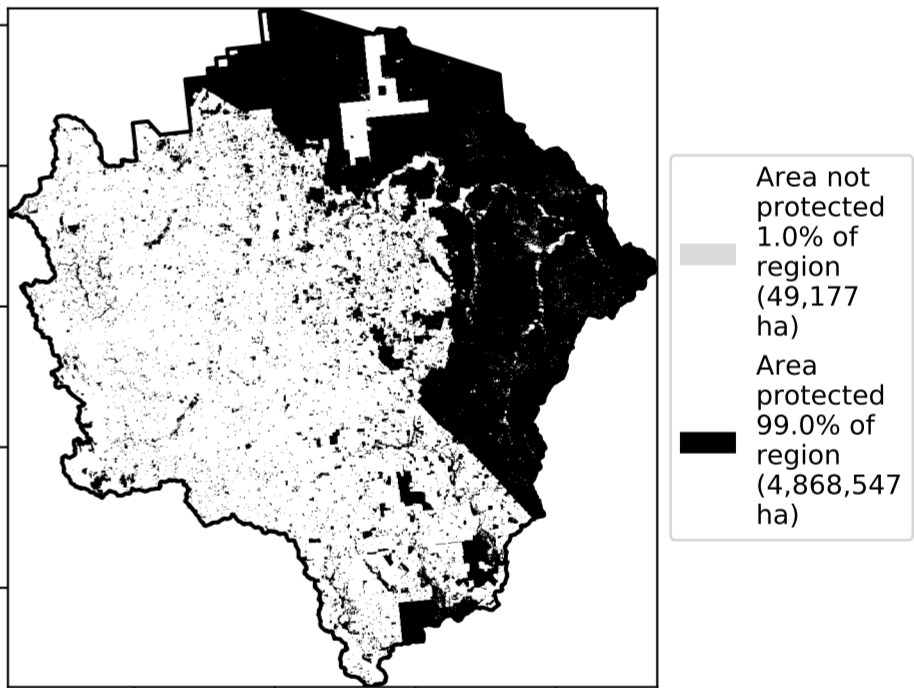 Area not
protected
1.0% of
region
(49,177
ha)
Area
protected
99.0% of
region
(4,868,547
ha)